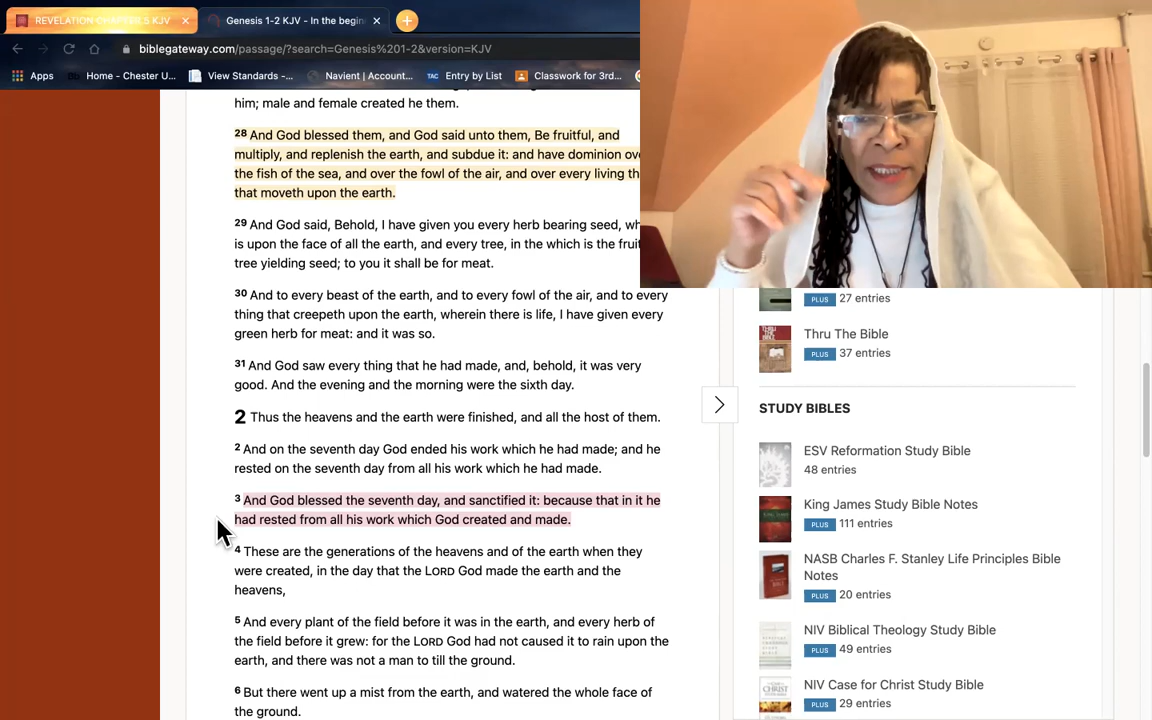 REVELATION CHAPTER 5 KJV
Genesis 1-2 KJV - In the begin
biblegateway.com/passage/?search=Genesis%201-2&version=KJV
Apps
Home - Chester U...
View Standards -...
Navient | Account...
TAC Entry by List
Classwork for 3rd...
him; male and female created he them.
28 And God blessed them, and God said unto them, Be fruitful, and
multiply, and replenish the earth, and subdue it: and have dominion ov
the fish of the sea, and over the fowl of the air, and over every living th
that moveth upon the earth.
29 And God said, Behold, I have given you every herb bearing seed, wh
is upon the face of all the earth, and every tree, in the which is the frui
tree yielding seed; to you it shall be for meat.
30 And to every beast of the earth, and to every fowl of the air, and to every
thing that creepeth upon the earth, wherein there is life, I have given every
green herb for meat: and it was so.
31 And God saw every thing that he had made, and, behold, it was very
good. And the evening and the morning were the sixth day.
2 Thus the heavens and the earth were finished, and all the host of them.
2 And on the seventh day God ended his work which he had made; and he
rested on the seventh day from all his work which he had made.
3 And God blessed the seventh day, and sanctified it: because that in it he
had rested from all his work which God created and made.
4 These are the generations of the heavens and of the earth when they
were created, in the day that the LORD God made the earth and the
heavens,
5 And every plant of the field before it was in the earth, and every herb of
the field before it grew: for the LORD God had not caused it to rain upon the
earth, and there was not a man to till the ground.
6 But there went up a mist from the earth, and watered the whole face of
the ground.
PLUS 27 entries
Thru The Bible
PLUS 37 entries
STUDY BIBLES
ESV Reformation Study Bible
48 entries
King James Study Bible Notes
PLUS 111 entries
NASB Charles F. Stanley Life Principles Bible
Notes
PLUS 20 entries
NIV Biblical Theology Study Bible
PLUS 49 entries
NIV Case for Christ Study Bible
PLUS 29 entries